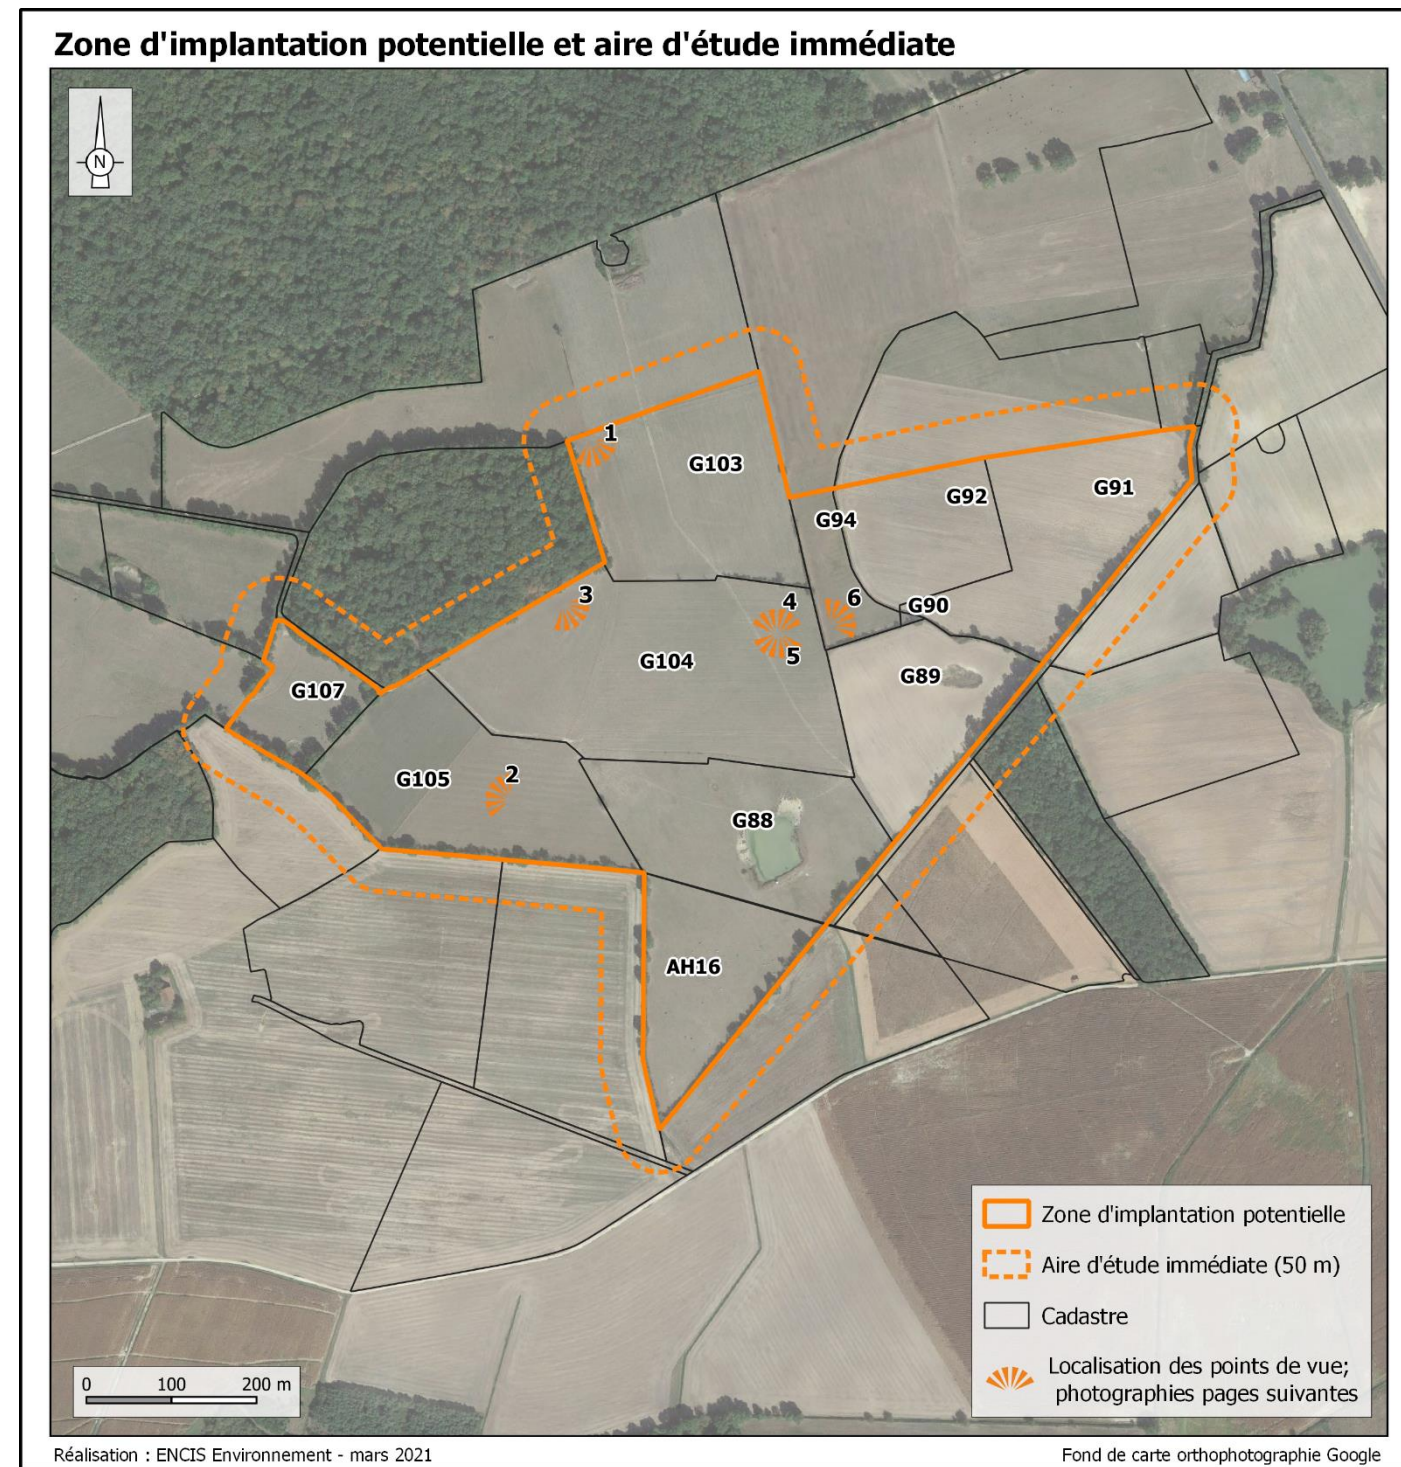 Zone d'implantation potentielle et aire d'étude immédiate
N
1
G103
G92
G91
G94
3
4
6
G90
5
G104
G89
G107
2
G105
G88
AH16
Zone d'implantation potentielle
Aire d'étude immédiate (50 m)
Cadastre
Localisation des points de vue;
photographies pages suivantes
0 100 200 m
Réalisation : ENCIS Environnement - mars 2021
Fond de carte orthophotographie Google